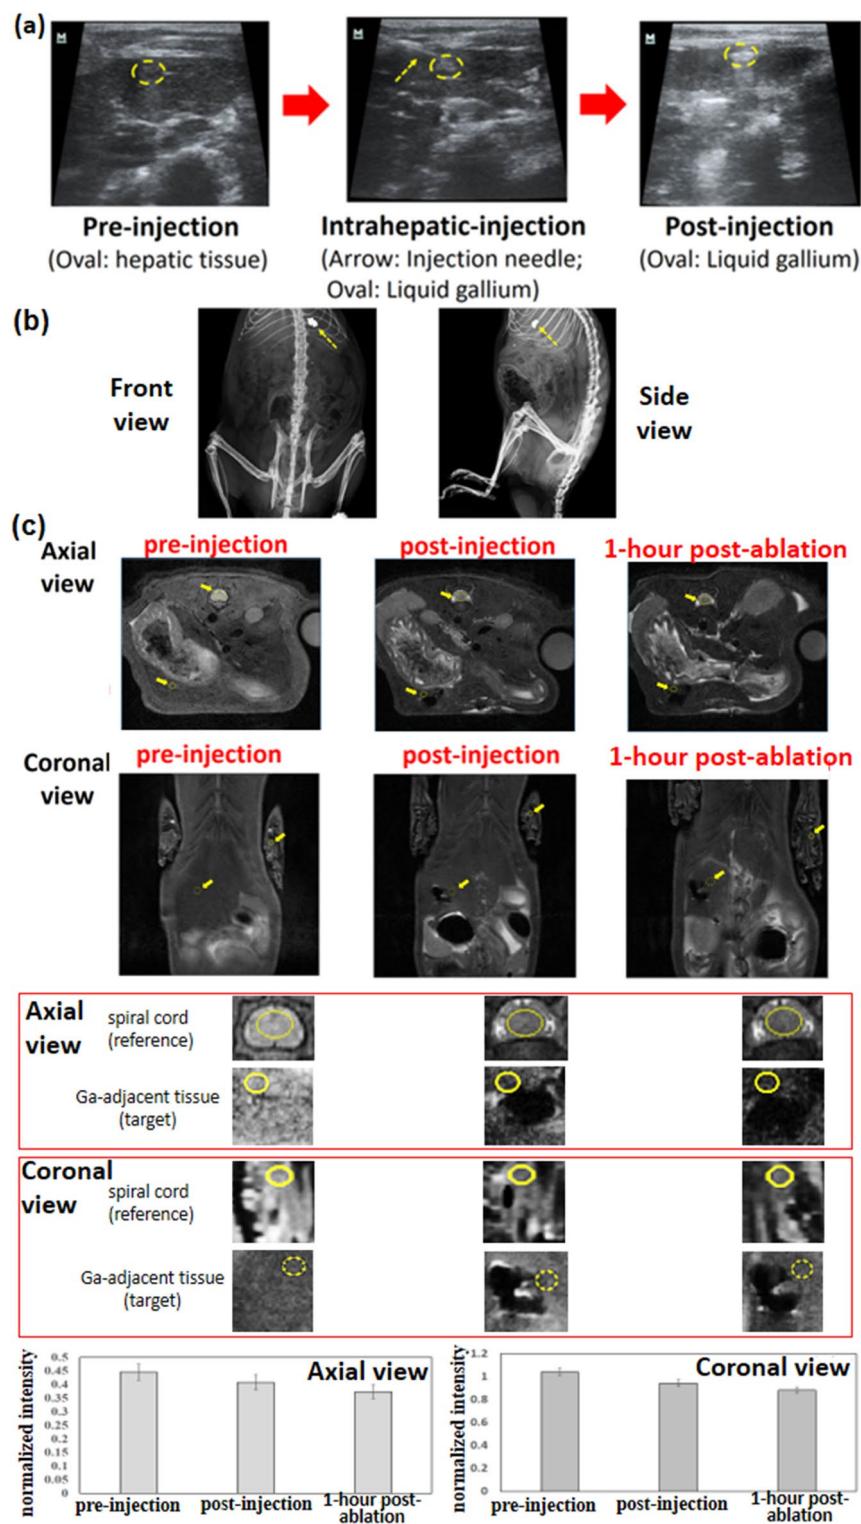 (a)
M
M
M
Pre-injection
(Oval: hepatic tissue)
Intrahepatic-injection
(Arrow: Injection needle;
Oval: Liquid gallium)
Post-injection
(Oval: Liquid gallium)
(b)
Front
view
Side
view
(c)
Axial
view
pre-injection
post-injection
1-hour post-ablation
Coronal
view
pre-injection
post-injection
1-hour post-ablation
Axial
view
spiral cord
(reference)
Ga-adjacent tissue
(target)
Coronal
view
spiral cord
(reference)
Ga-adjacent tissue
(target)
normalized intensity
0.5
0.45
0.4
0.35
0.3
0.25
0.2
0.15
0.1
0.05
0
Axial view
pre-injection
post-injection
1-hour post-
ablation
normalized intensity
1.2
1
0.8
0.6
0.4
0.2
0
Coronal view
pre-injection
post-injection
1-hour post-
ablation